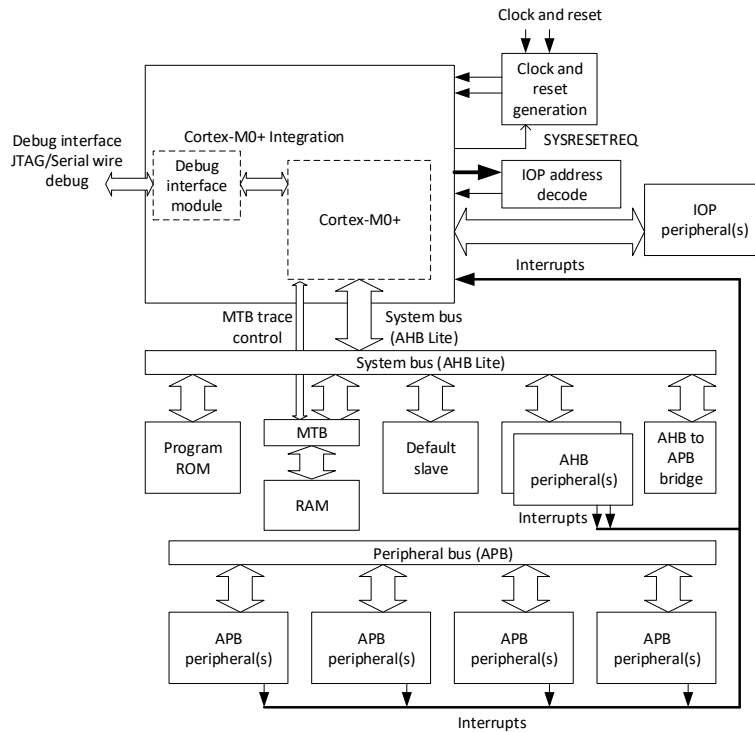 Clock and reset
Clock and
reset
generation
SYSRESETREQ
Cortex-M0+ Integration
Debug interface
JTAG/Serial wire
debug
Debug
interface
module
Cortex-M0+
IOP address
decode
IOP
peripheral(s)
Interrupts
MTB trace
control
System bus
(AHB Lite)
System bus (AHB Lite)
Program
ROM
MTB
RAM
Default
slave
AHB
peripheral(s)
AHB to
APB
bridge
Interrupts
Peripheral bus (APB)
APB
peripheral(s)
APB
peripheral(s)
APB
peripheral(s)
APB
peripheral(s)
Interrupts